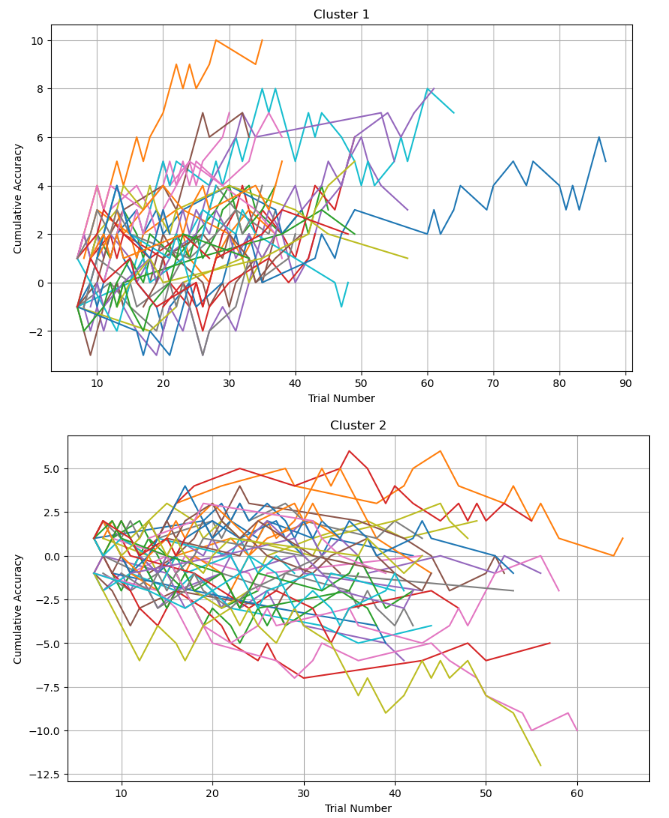 Cluster 1
10
8
6
4
2
0
−2
Cumulative Accuracy
10 20 30 40 50 60 70 80 90
Trial Number
Cluster 2
5.0
2.5
0.0
−2.5
−5.0
−7.5
−10.0
−12.5
Cumulative Accuracy
10 20 30 40 50 60
Trial Number